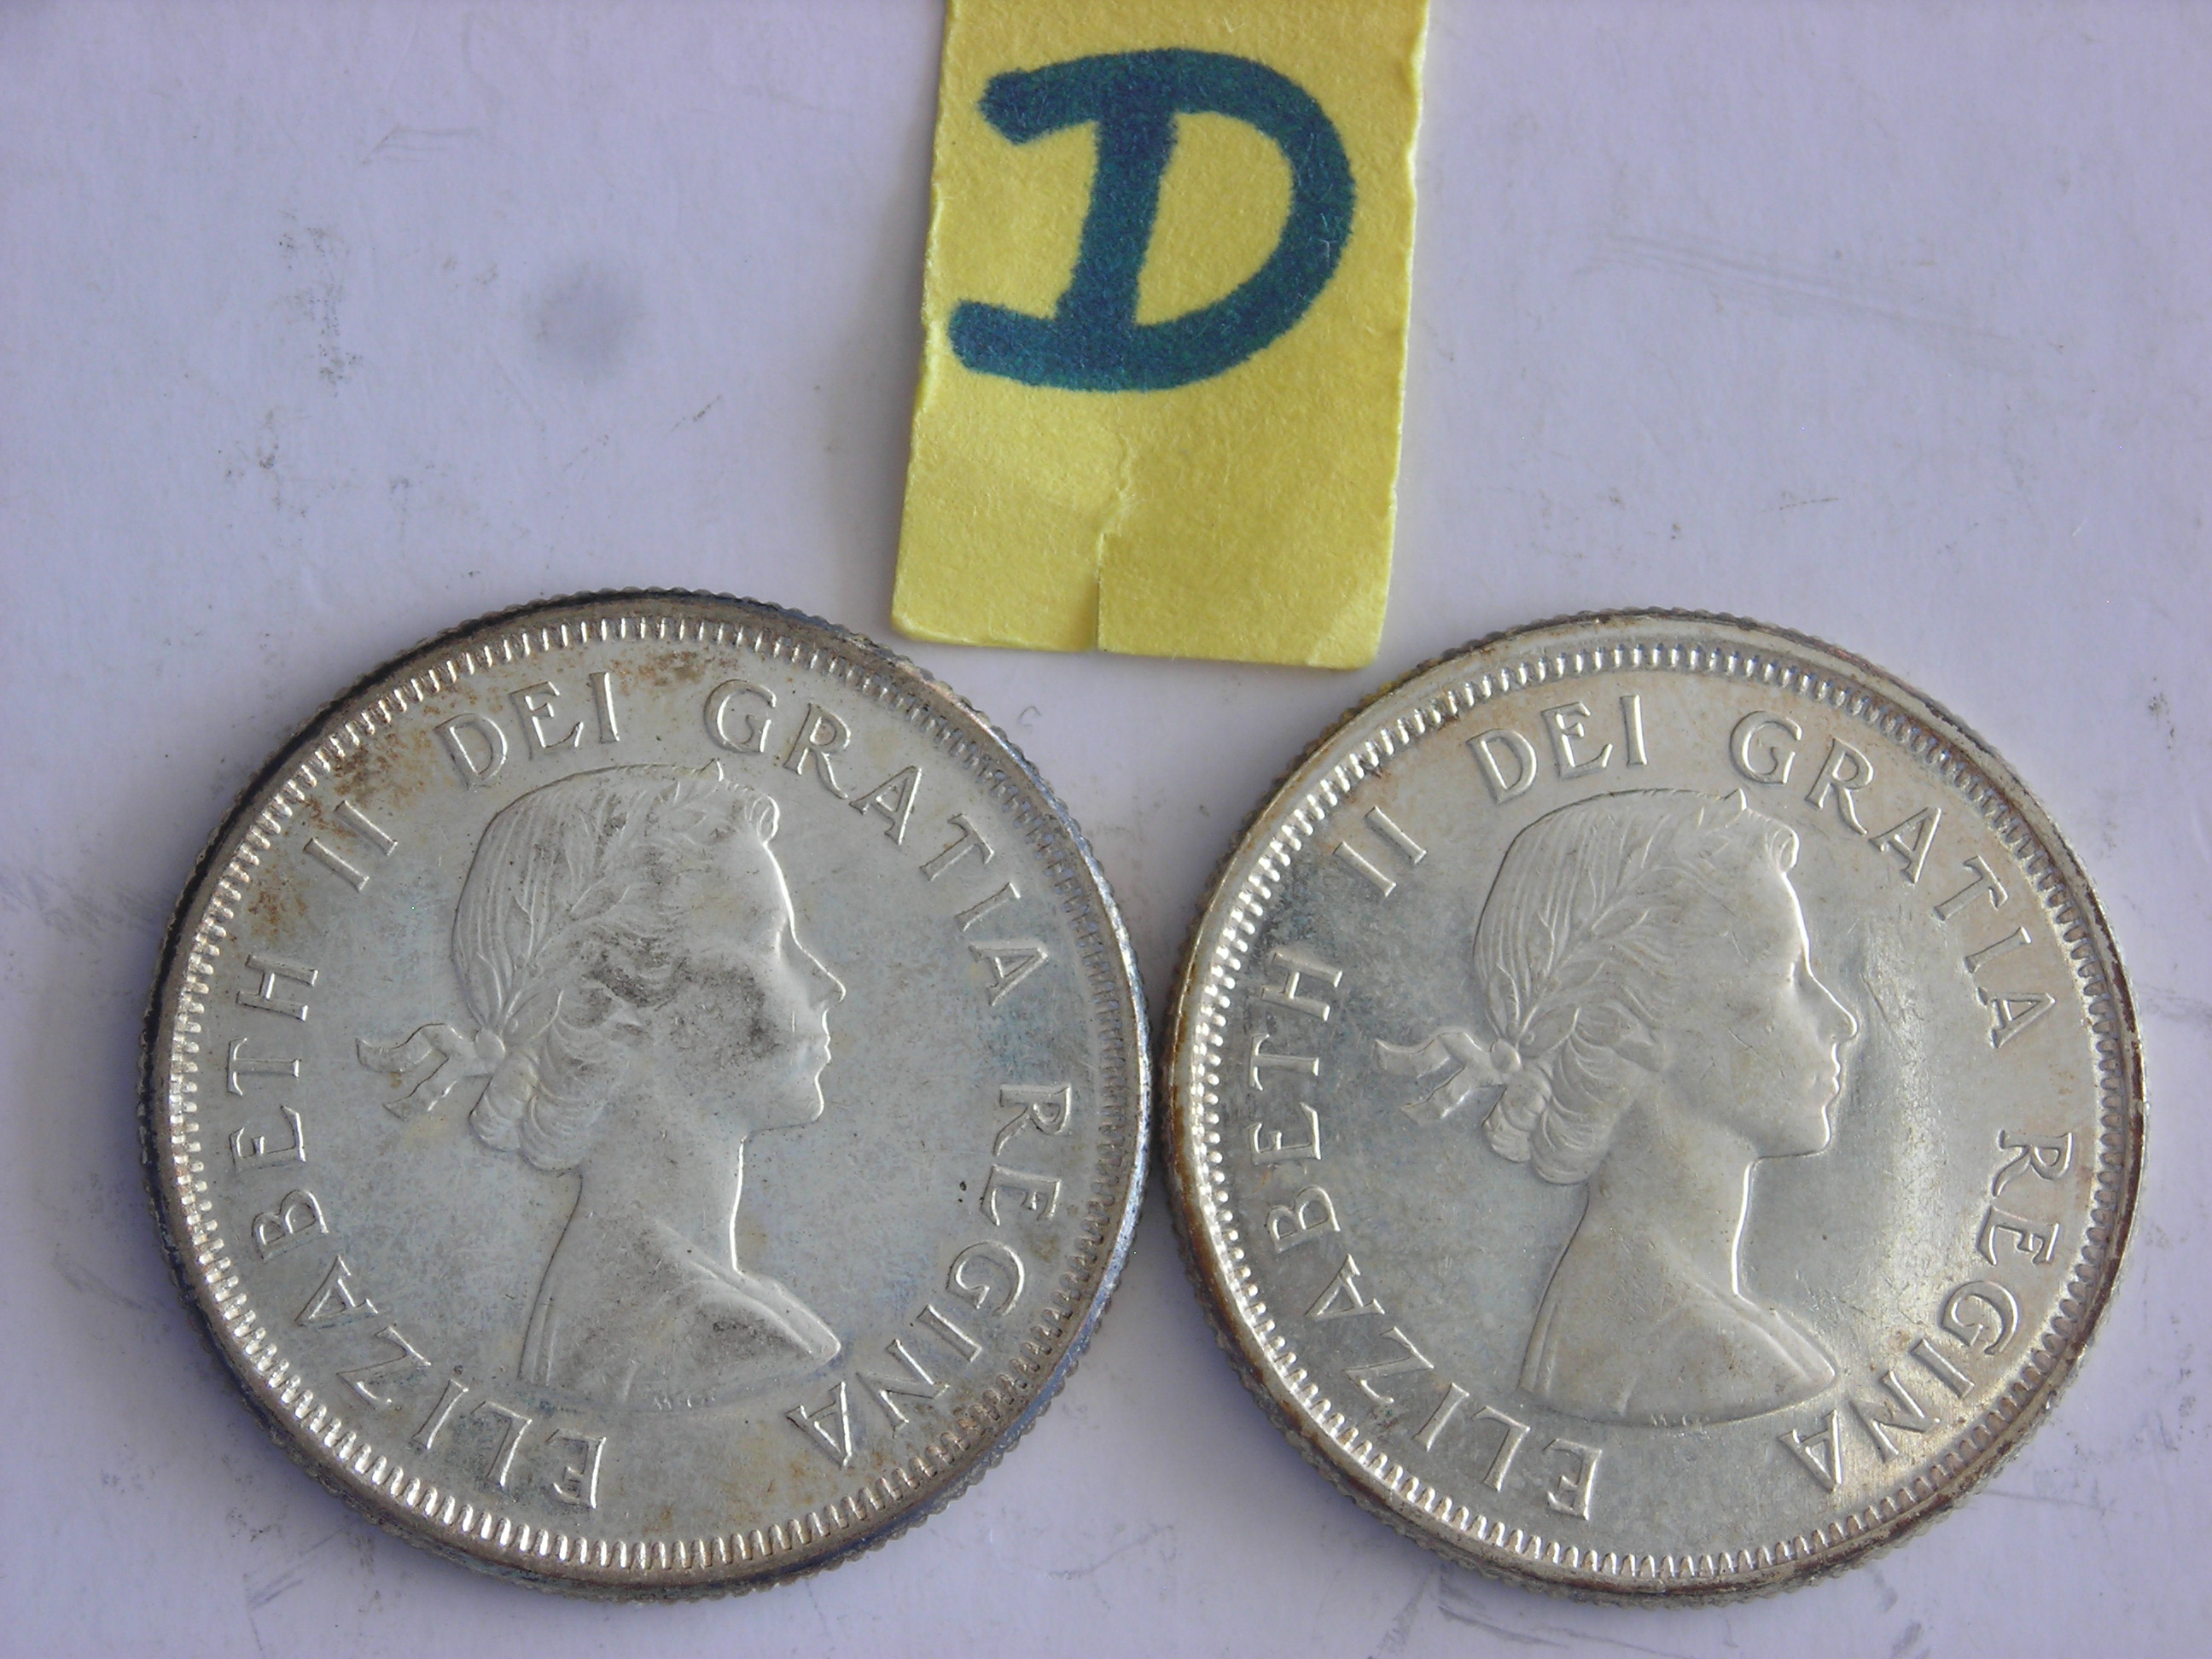 D
ELIZABETH II DEI GRATIA REGINA
ELIZABETH II DEI GRATIA REGINA